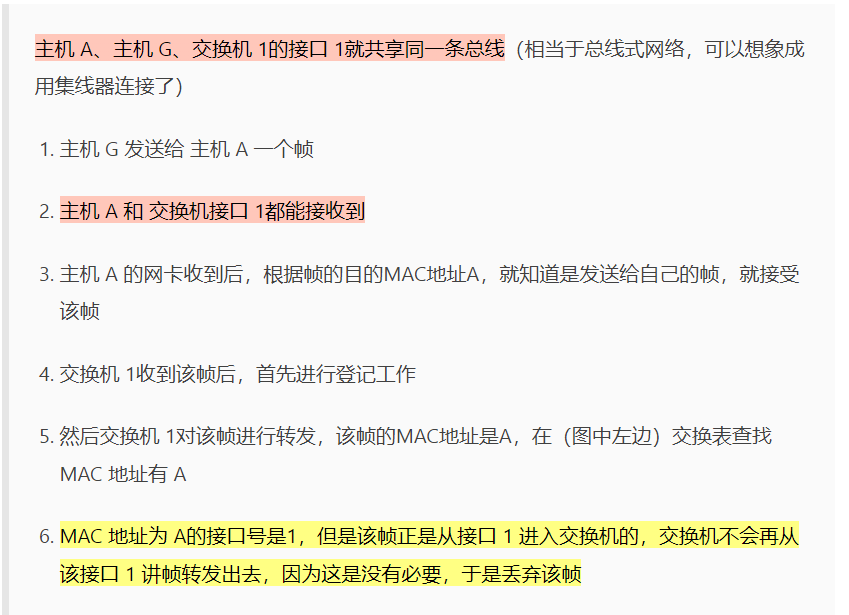 主机 A、主机 G、交换机 1的接口 1就共享同一条总线（相当于总线式网络，可以想象成
用集线器连接了）
1. 主机 G 发送给 主机 A 一个帧
2. 主机 A 和 交换机接口 1都能接收到
3. 主机 A 的网卡收到后，根据帧的目的MAC地址A，就知道是发送给自己的帧，就接受
该帧
4. 交换机 1收到该帧后，首先进行登记工作
5. 然后交换机 1对该帧进行转发，该帧的MAC地址是A，在（图中左边）交换表查找
MAC 地址有 A
6. MAC 地址为 A的接口号是1，但是该帧正是从接口 1 进入交换机的，交换机不会再从
该接口 1 讲帧转发出去，因为这是没有必要，于是丢弃该帧